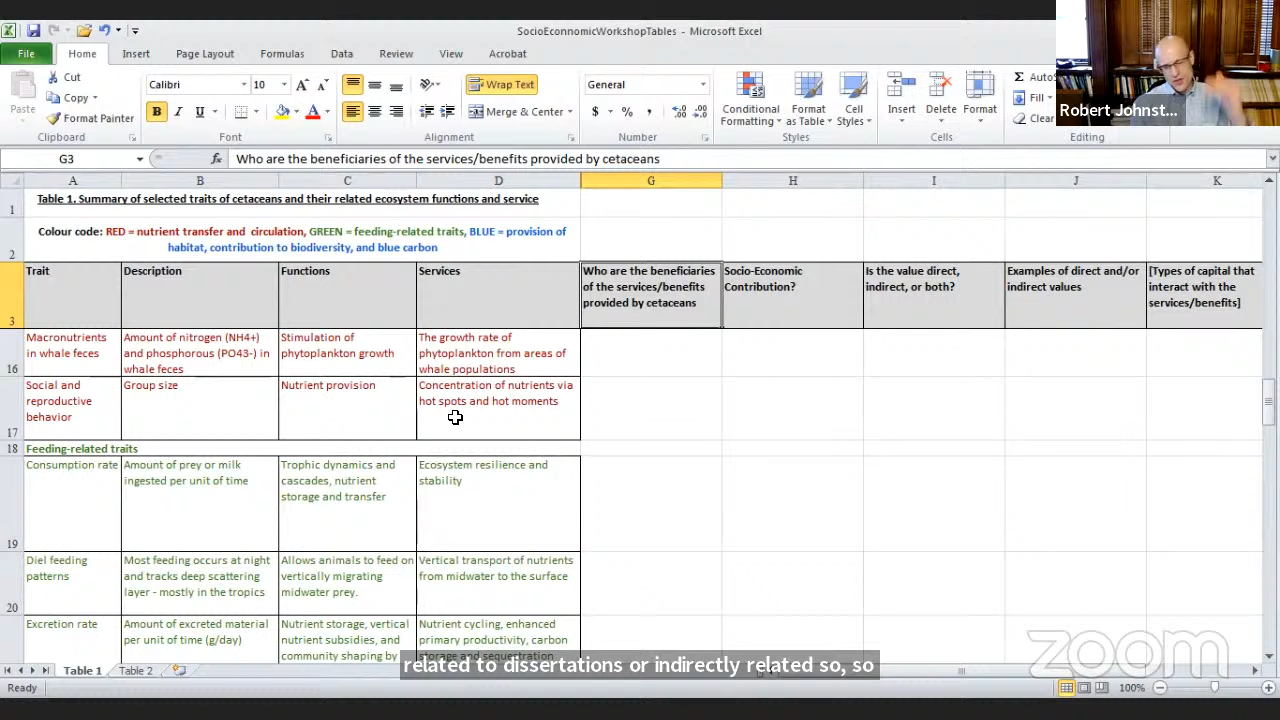 SocioEconnomicWorkshopTables - Microsoft Excel
File Home Insert Page Layout Formulas Data Review View Acrobat
Paste
Cut
Copy
Format Painter
Clipboard
Calibri 10
B I U
Font
Wrap Text
Merge & Center
Alignment
General
$ % ,
Number
Conditional Formatting
Format as Table
Cell Styles
Styles
Insert
Delete
Format
Cells
Fill
Editing
Robert Johnst...
G3 fx Who are the beneficiaries of the services/benefits provided by cetaceans
A B C D G H I J K
1
Table 1. Summary of selected traits of cetaceans and their related ecosystem functions and service
2
Colour code: RED = nutrient transfer and circulation, GREEN = feeding-related traits, BLUE = provision of
habitat, contribution to biodiversity, and blue carbon
3
Trait
Description
Functions
Services
Who are the beneficiaries
of the services/benefits
provided by cetaceans
Socio-Economic
Contribution?
Is the value direct,
indirect, or both?
Examples of direct and/or
indirect values
[Types of capital that
interact with the
services/benefits]
16
Macronutrients
in whale feces
Amount of nitrogen (NH4+)
and phosphorous (PO43-) in
whale feces
Stimulation of
phytoplankton growth
The growth rate of
phytoplankton from areas of
whale populations
17
Social and
reproductive
behavior
Group size
Nutrient provision
Concentration of nutrients via
hot spots and hot moments
18
Feeding-related traits
19
Consumption rate
Amount of prey or milk
ingested per unit of time
Trophic dynamics and
cascades, nutrient
storage and transfer
Ecosystem resilience and
stability
20
Diel feeding
patterns
Most feeding occurs at night
and tracks deep scattering
layer - mostly in the tropics
Allows animals to feed on
vertically migrating
midwater prey.
Vertical transport of nutrients
from midwater to the surface
Excretion rate
Amount of excreted material
per unit of time (g/day)
Nutrient storage, vertical
nutrient subsidies, and
community shaping by
Nutrient cycling, enhanced
primary productivity, carbon
storage and sequestration
related to dissertations or indirectly related so, so
zoom
Table 1 Table 2
Ready
100%